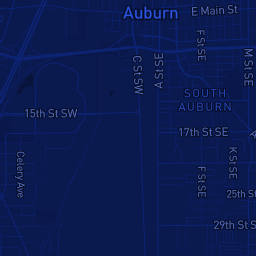 E Main St
Auburn
F St SE
M St SE
C St SW
A St SE
SOUTH
AUBURN
15th St SW
17th St SE
K St SE
Celery Ave
F St SE
25th St
29th St SE